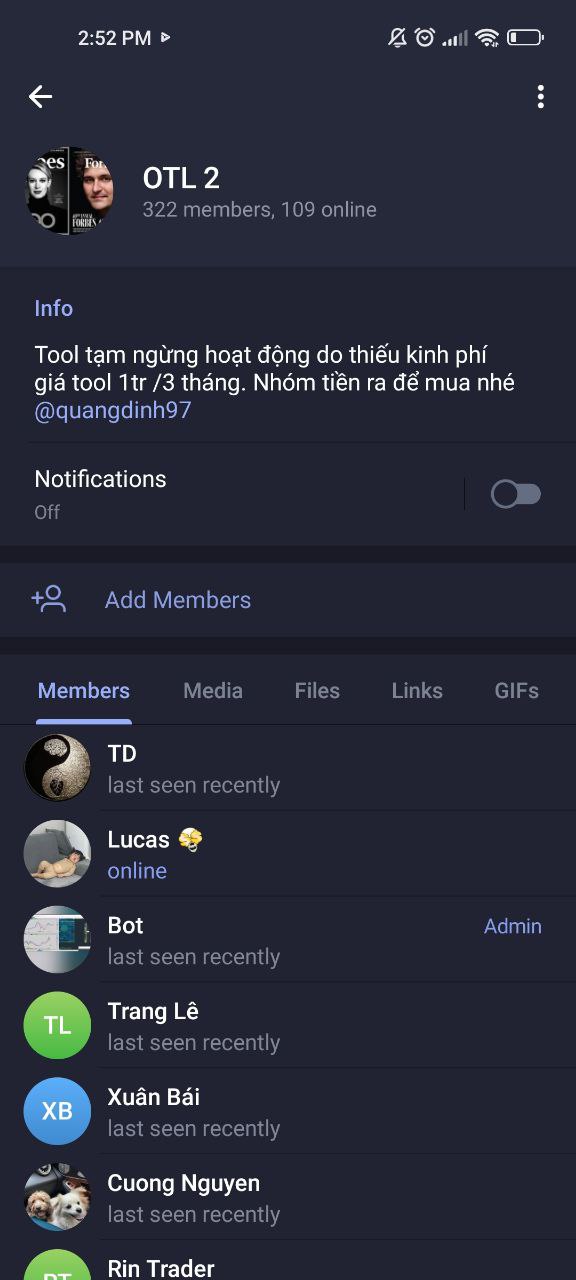 2:52 PM
OTL 2
322 members, 109 online
Info
Tool tạm ngừng hoạt động do thiếu kinh phí
giá tool 1tr /3 tháng. Nhóm tiền ra để mua nhé
@quangdinh97
Notifications
Off
Add Members
Members Media Files Links GIFs
TD
last seen recently
Lucas
online
Bot Admin
last seen recently
TL Trang Lê
last seen recently
XB Xuân Bái
last seen recently
Cuong Nguyen
last seen recently
Rin Trader